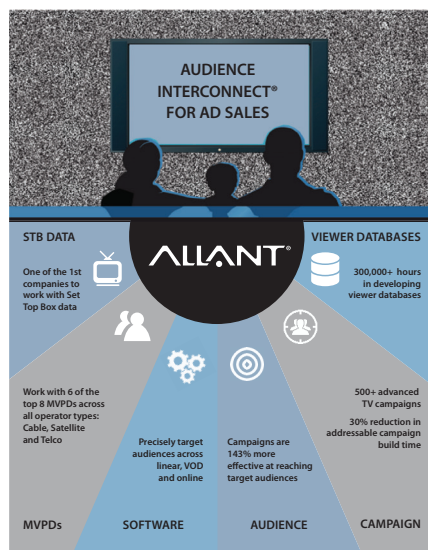 AUDIENCE
INTERCONNECT®
FOR AD SALES
ALLANT®
STB DATA
One of the 1st
companies to
work with Set
Top Box data
VIEWER DATABASES
300,000+ hours
in developing
viewer databases
Work with 6 of the
top 8 MVPDs across
all operator types:
Cable, Satellite
and Telco
MVPDs
Precisely target
audiences across
linear, VOD
and online
SOFTWARE
Campaigns are
143% more
effective at reaching
target audiences
AUDIENCE
500+ advanced
TV campaigns
30% reduction in
addressable campaign
build time
CAMPAIGN